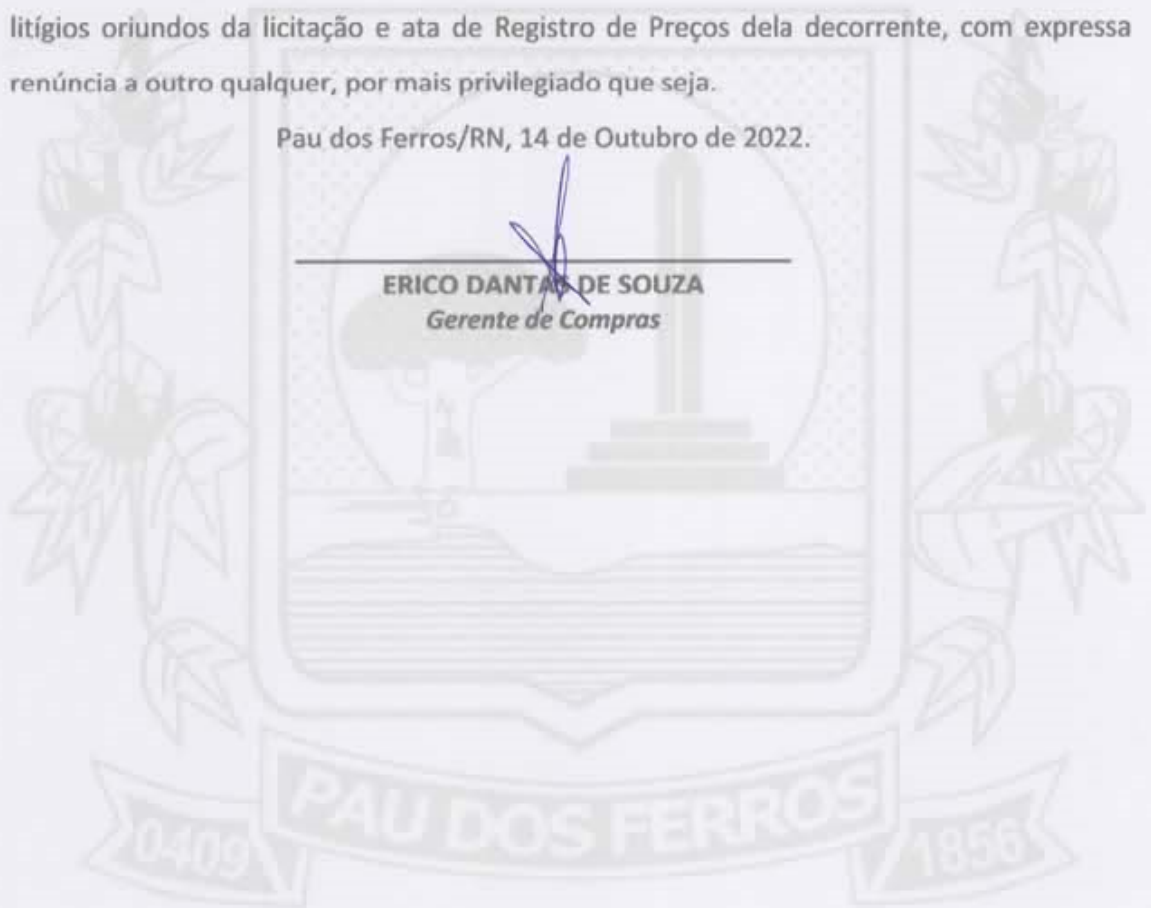 litígios oriundos da licitação e ata de Registro de Preços dela decorrente, com expressa
renúncia a outro qualquer, por mais privilegiado que seja.
Pau dos Ferros/RN, 14 de Outubro de 2022.
ERICO DANTAS DE SOUZA
Gerente de Compras
PAU DOS FERROS
0409 1856